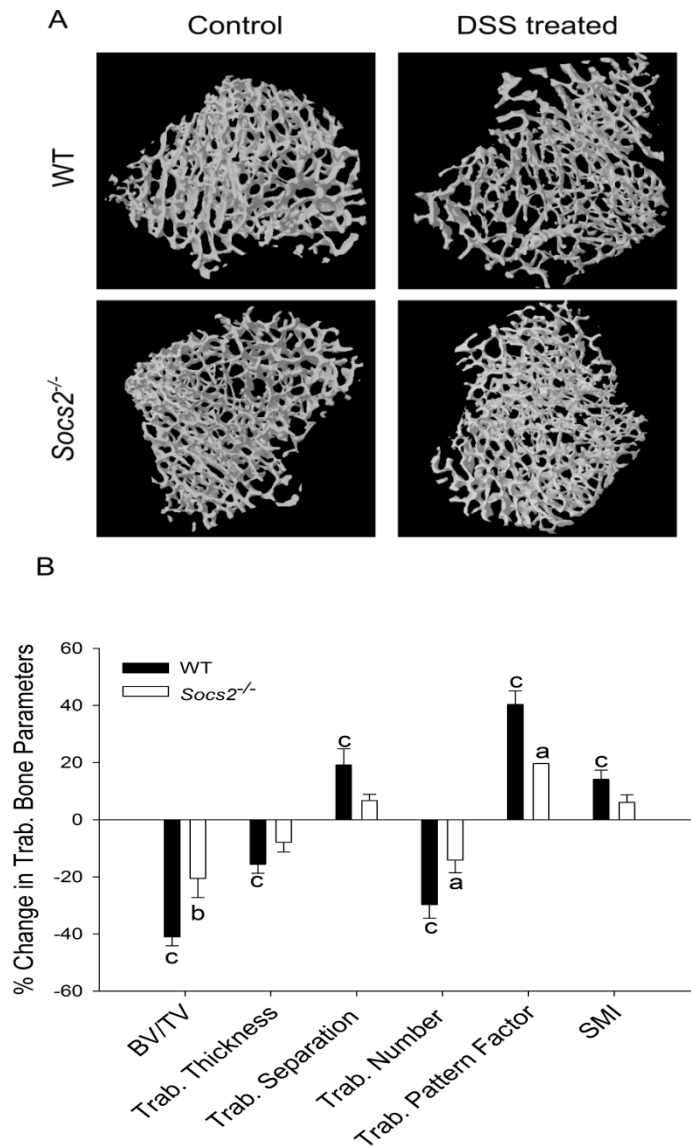 A
Control DSS treated
WT
Socs2-/-
B
% Change in Trab. Bone Parameters
60
40
20
0
-20
-40
-60
WT
Socs2-/-
c b c c c a c a c
BV/TV
Trab. Thickness
Trab. Separation
Trab. Number
Trab. Pattern Factor
SMI